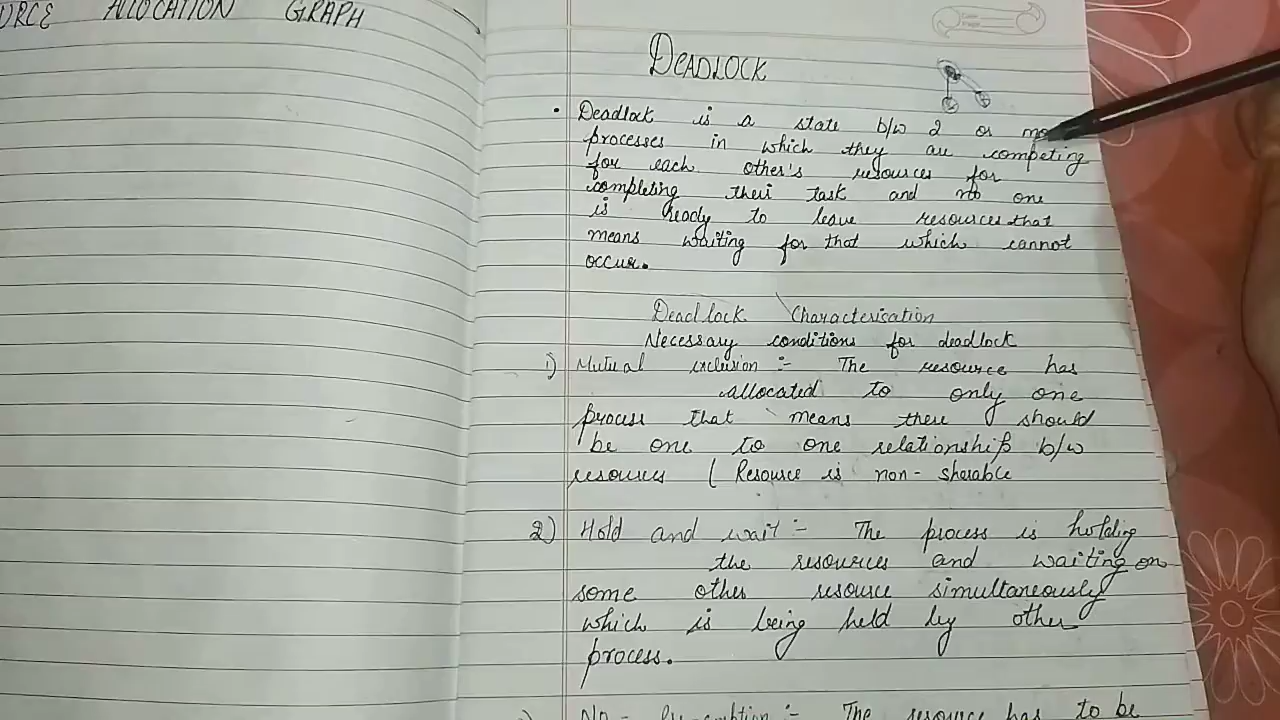 URCE ALLOCATION GRAPH
DEADLOCK
• Deadlock is a state b/w 2 or mo
processes in which they are competing
for each other's resources for
completing their task and no one
is ready to leave resources that
means waiting for that which cannot
occur.
Deadlock Characterisation
Necessary conditions for deadlock
1) Mutual exclusion :- The resource has
allocated to only one
process that means there should
be one to one relationship b/w
resources ( Resource is non-sharable
2) Hold and wait :- The process is holding
the resources and waiting on
some other resource simultaneously
which is being held by other
process.
No - Pre-emption :- The resource has to be